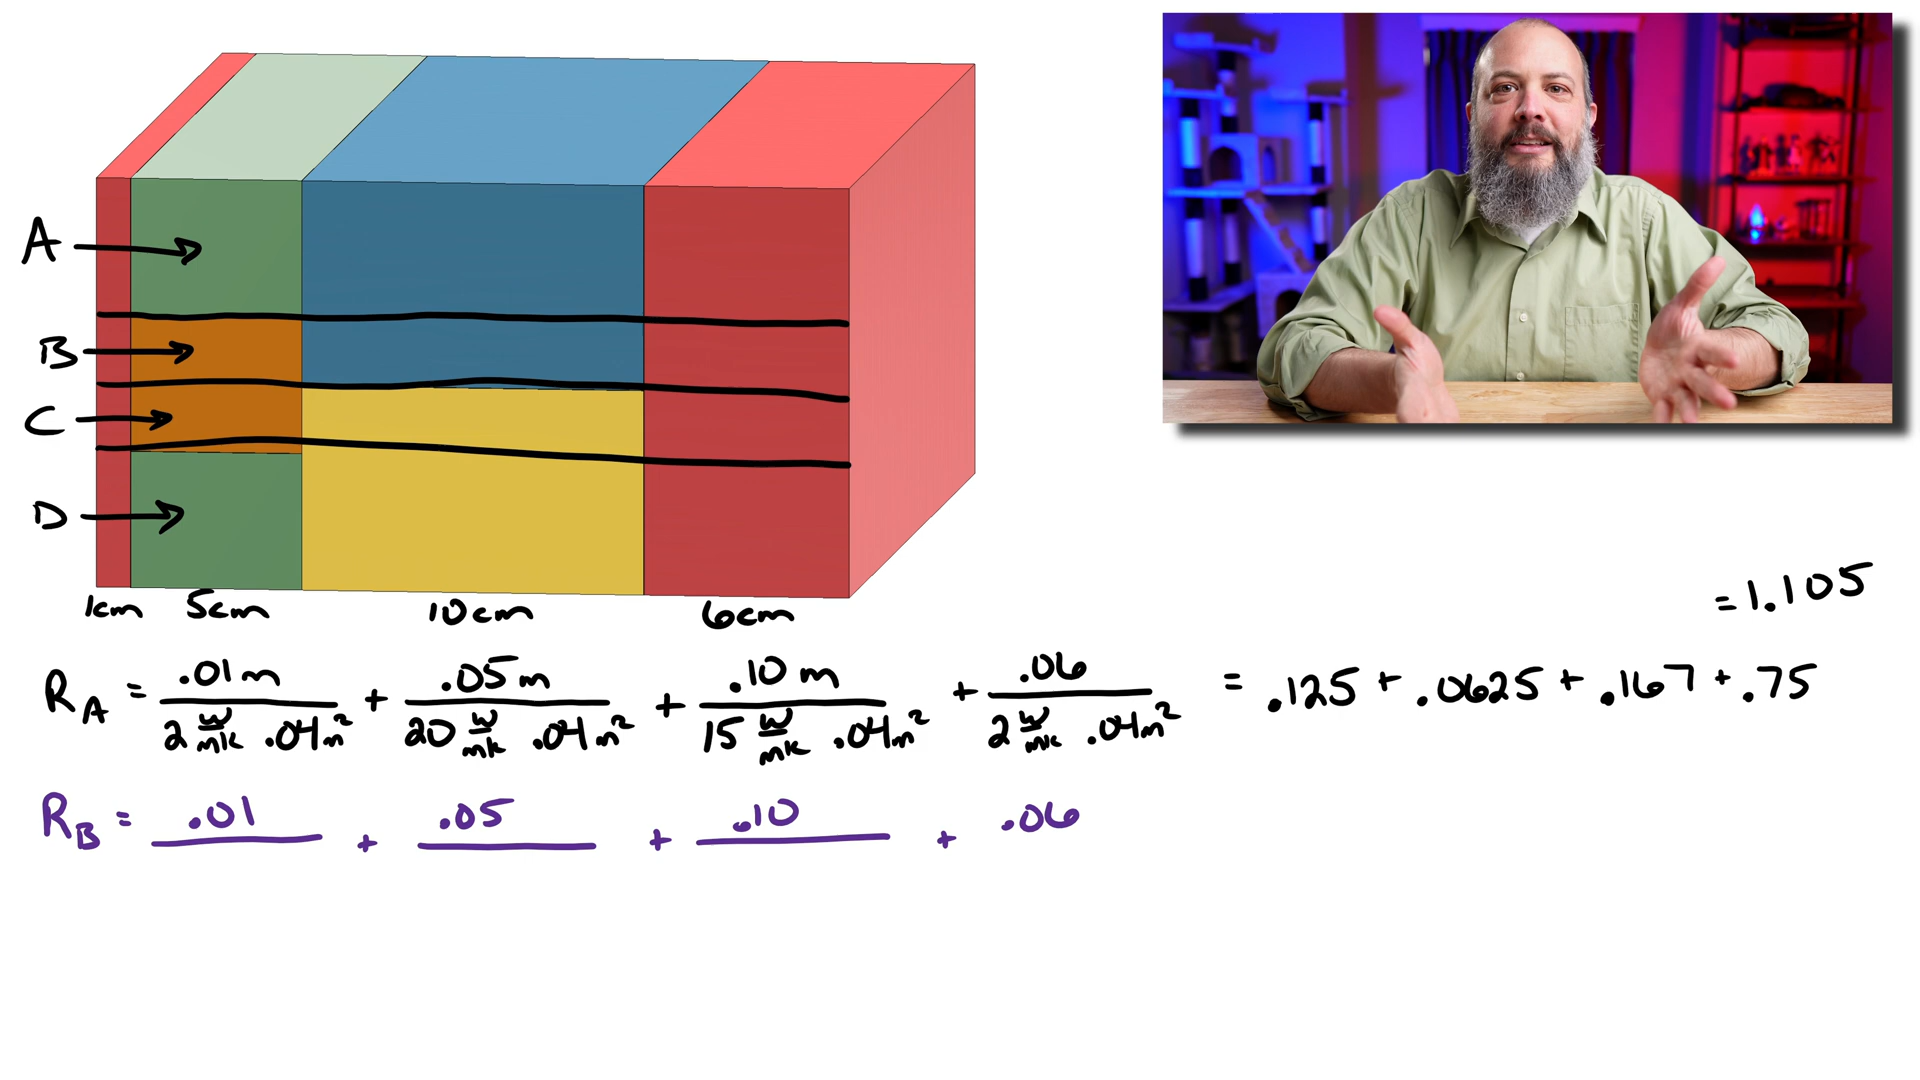 A
B
C
D
1cm 5cm 10cm 6cm
= 1.105
R_A = .01m / 2 W/mk .04m² + .05m / 20 W/mk .04m² + .10m / 15 W/mk .04m² + .06 / 2 W/mk .04m² = .125 + .0625 + .167 + .75
R_B = .01 + .05 + .10 + .06